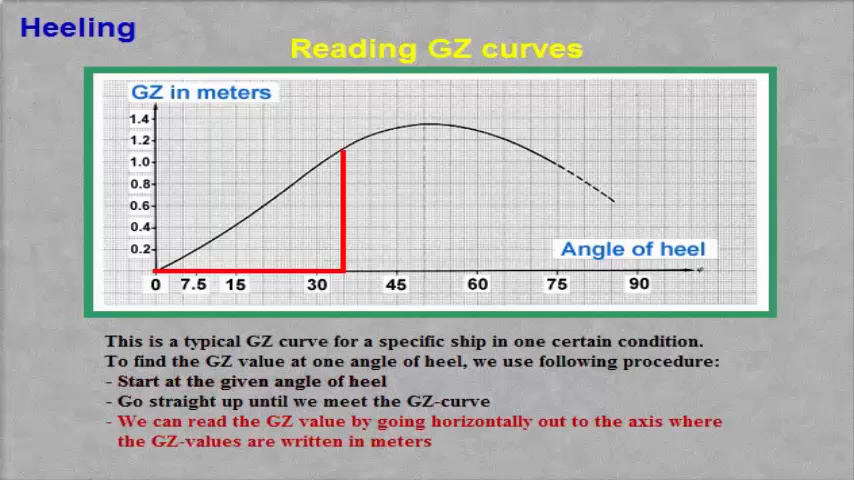 Heeling
Reading GZ curves
GZ in meters
1.4
1.2
1.0
0.8
0.6
0.4
0.2
Angle of heel
0 7.5 15 30 45 60 75 90
This is a typical GZ curve for a specific ship in one certain condition.
To find the GZ value at one angle of heel, we use following procedure:
- Start at the given angle of heel
- Go straight up until we meet the GZ-curve
- We can read the GZ value by going horizontally out to the axis where
the GZ-values are written in meters